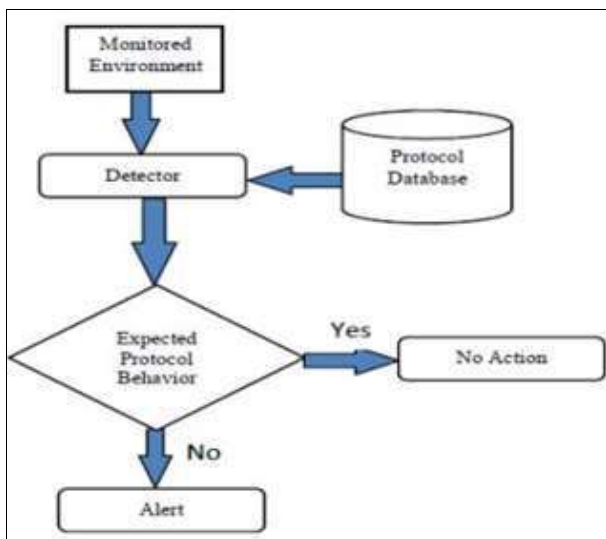 Monitored
Environment
Detector
Protocol
Database
Expected
Protocol
Behavior
Yes
No Action
No
Alert